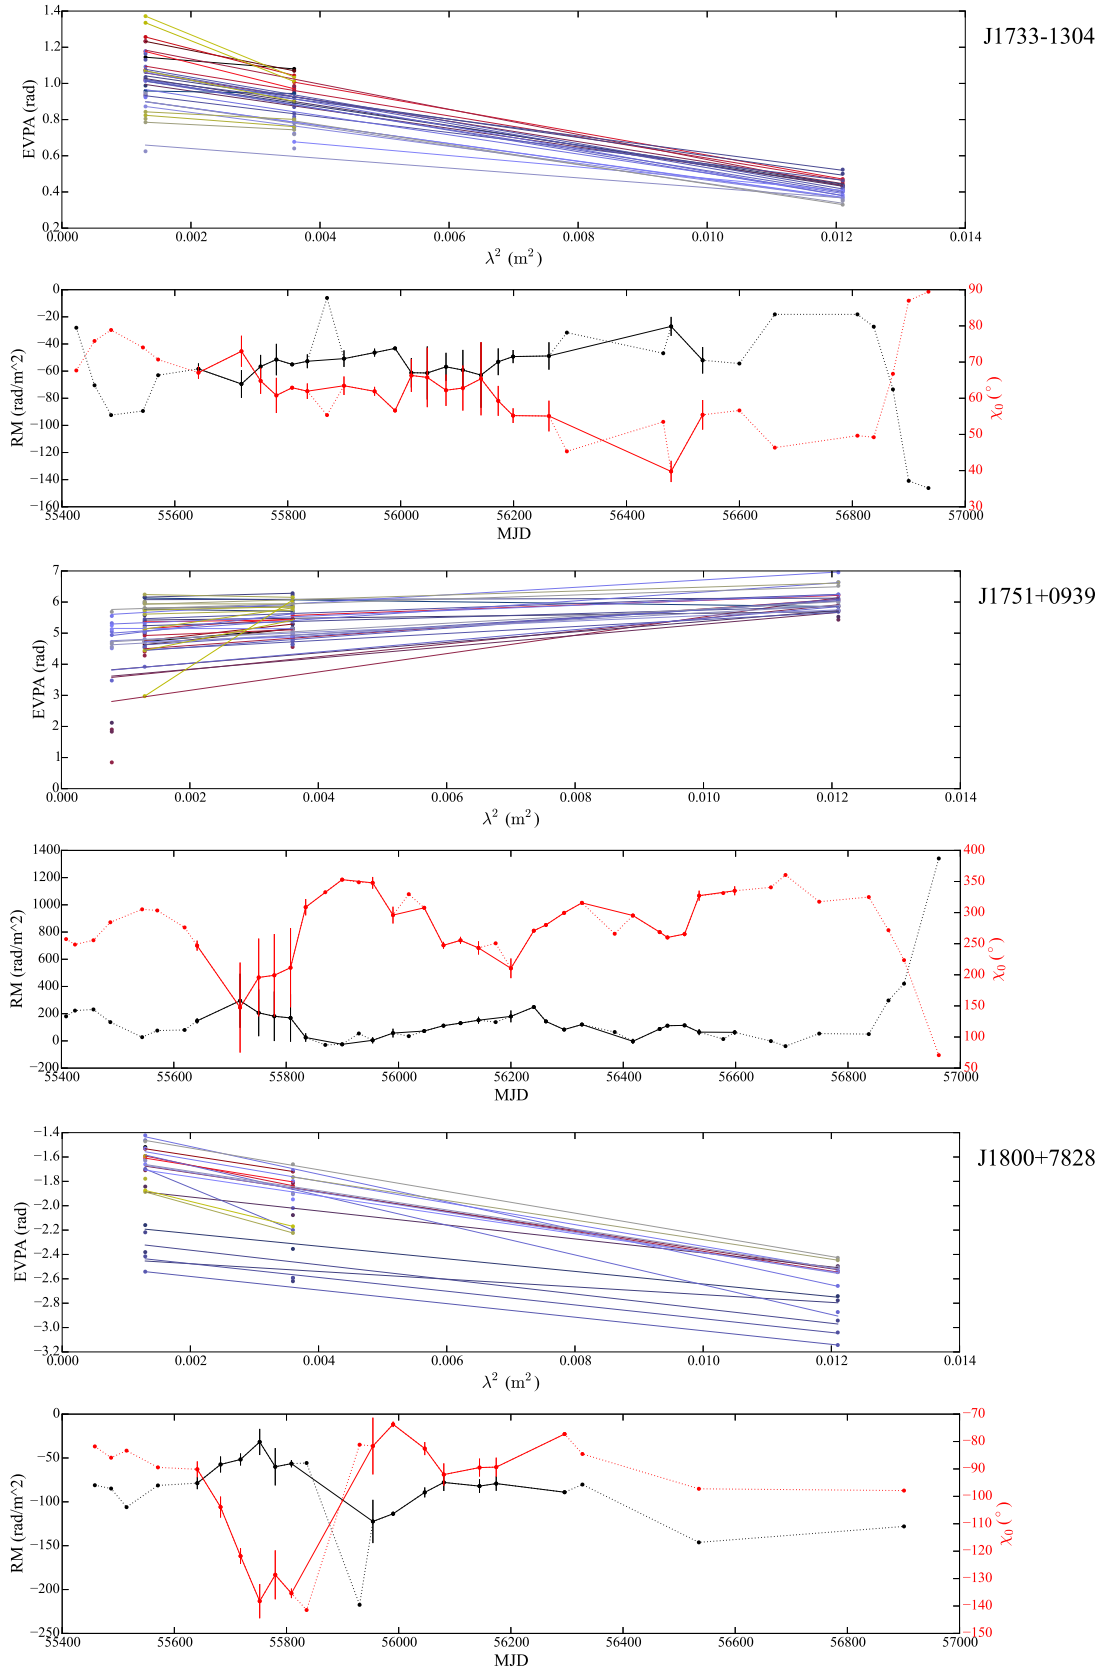 J1733-1304
1.4
1.2
1.0
0.8
0.6
0.4
0.2
EVPA (rad)
0.000 0.002 0.004 0.006 0.008 0.010 0.012 0.014
λ² (m²)
0 90
−20 80
−40 70
−60 60
−80 50
−100 40
−120 30
−140
−160
RM (rad/m^2)
χ₀ (°)
55400 55600 55800 56000 56200 56400 56600 56800 57000
MJD
J1751+0939
7
6
5
4
3
2
1
0
EVPA (rad)
0.000 0.002 0.004 0.006 0.008 0.010 0.012 0.014
λ² (m²)
1400 400
1200 350
1000 300
800 250
600 200
400 150
200 100
0 50
−200
RM (rad/m^2)
χ₀ (°)
55400 55600 55800 56000 56200 56400 56600 56800 57000
MJD
J1800+7828
−1.4
−1.6
−1.8
−2.0
−2.2
−2.4
−2.6
−2.8
−3.0
−3.2
EVPA (rad)
0.000 0.002 0.004 0.006 0.008 0.010 0.012 0.014
λ² (m²)
0 −70
−50 −80
−100 −90
−150 −100
−200 −110
−250 −120
−130
−140
−150
RM (rad/m^2)
χ₀ (°)
55400 55600 55800 56000 56200 56400 56600 56800 57000
MJD